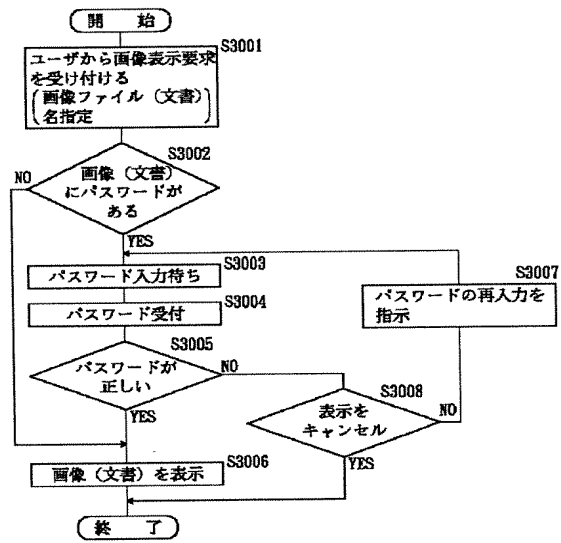 開 始
S3001
ユーザから画像表示要求
を受け付ける
(画像ファイル(文書)
名指定)
S3002
画像(文書)
にパスワードが
ある
NO
YES
S3003
パスワード入力待ち
S3004
パスワード受付
S3005
パスワードが
正しい
NO
YES
S3007
パスワードの再入力を
指示
S3008
表示を
キャンセル
NO
YES
S3006
画像(文書)を表示
終 了